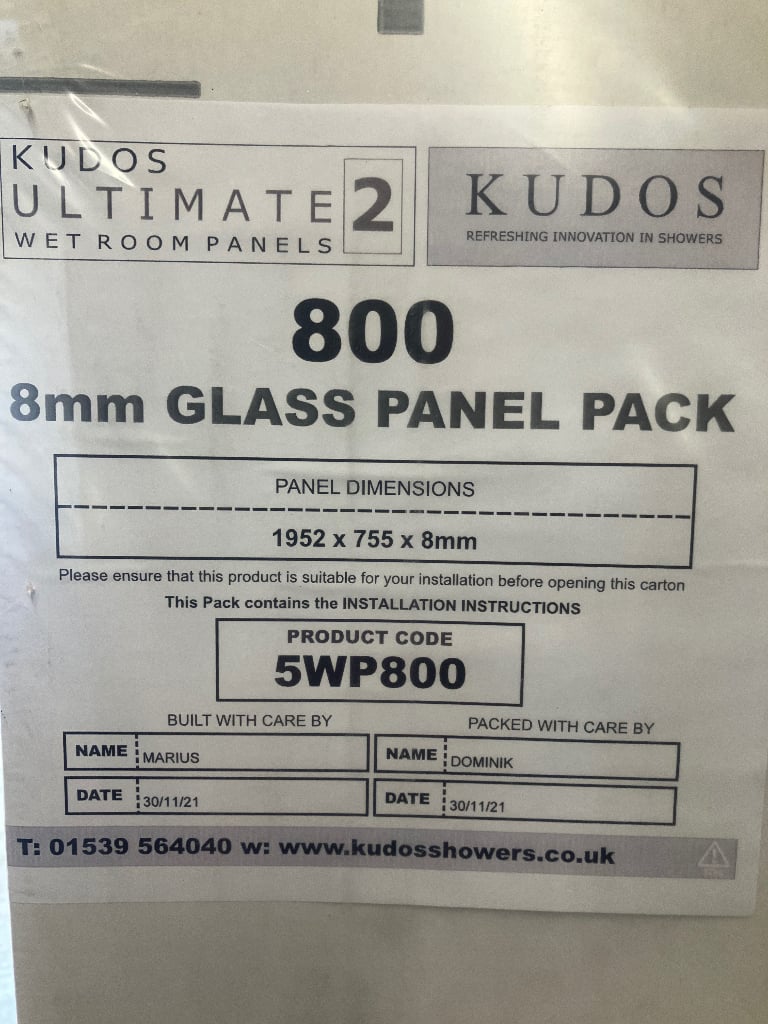 KUDOS
ULTIMATE 2
WET ROOM PANELS
KUDOS
REFRESHING INNOVATION IN SHOWERS
800
8mm GLASS PANEL PACK
PANEL DIMENSIONS
1952 x 755 x 8mm
Please ensure that this product is suitable for your installation before opening this carton
This Pack contains the INSTALLATION INSTRUCTIONS
PRODUCT CODE
5WP800
BUILT WITH CARE BY
NAME MARIUS
DATE 30/11/21
PACKED WITH CARE BY
NAME DOMINIK
DATE 30/11/21
T: 01539 564040 w: www.kudosshowers.co.uk